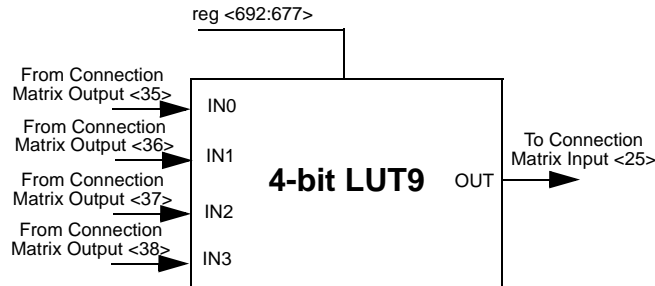 reg <692:677>
From Connection
Matrix Output <35>
IN0
From Connection
Matrix Output <36>
IN1
From Connection
Matrix Output <37>
IN2
From Connection
Matrix Output <38>
IN3
4-bit LUT9
OUT
To Connection
Matrix Input <25>